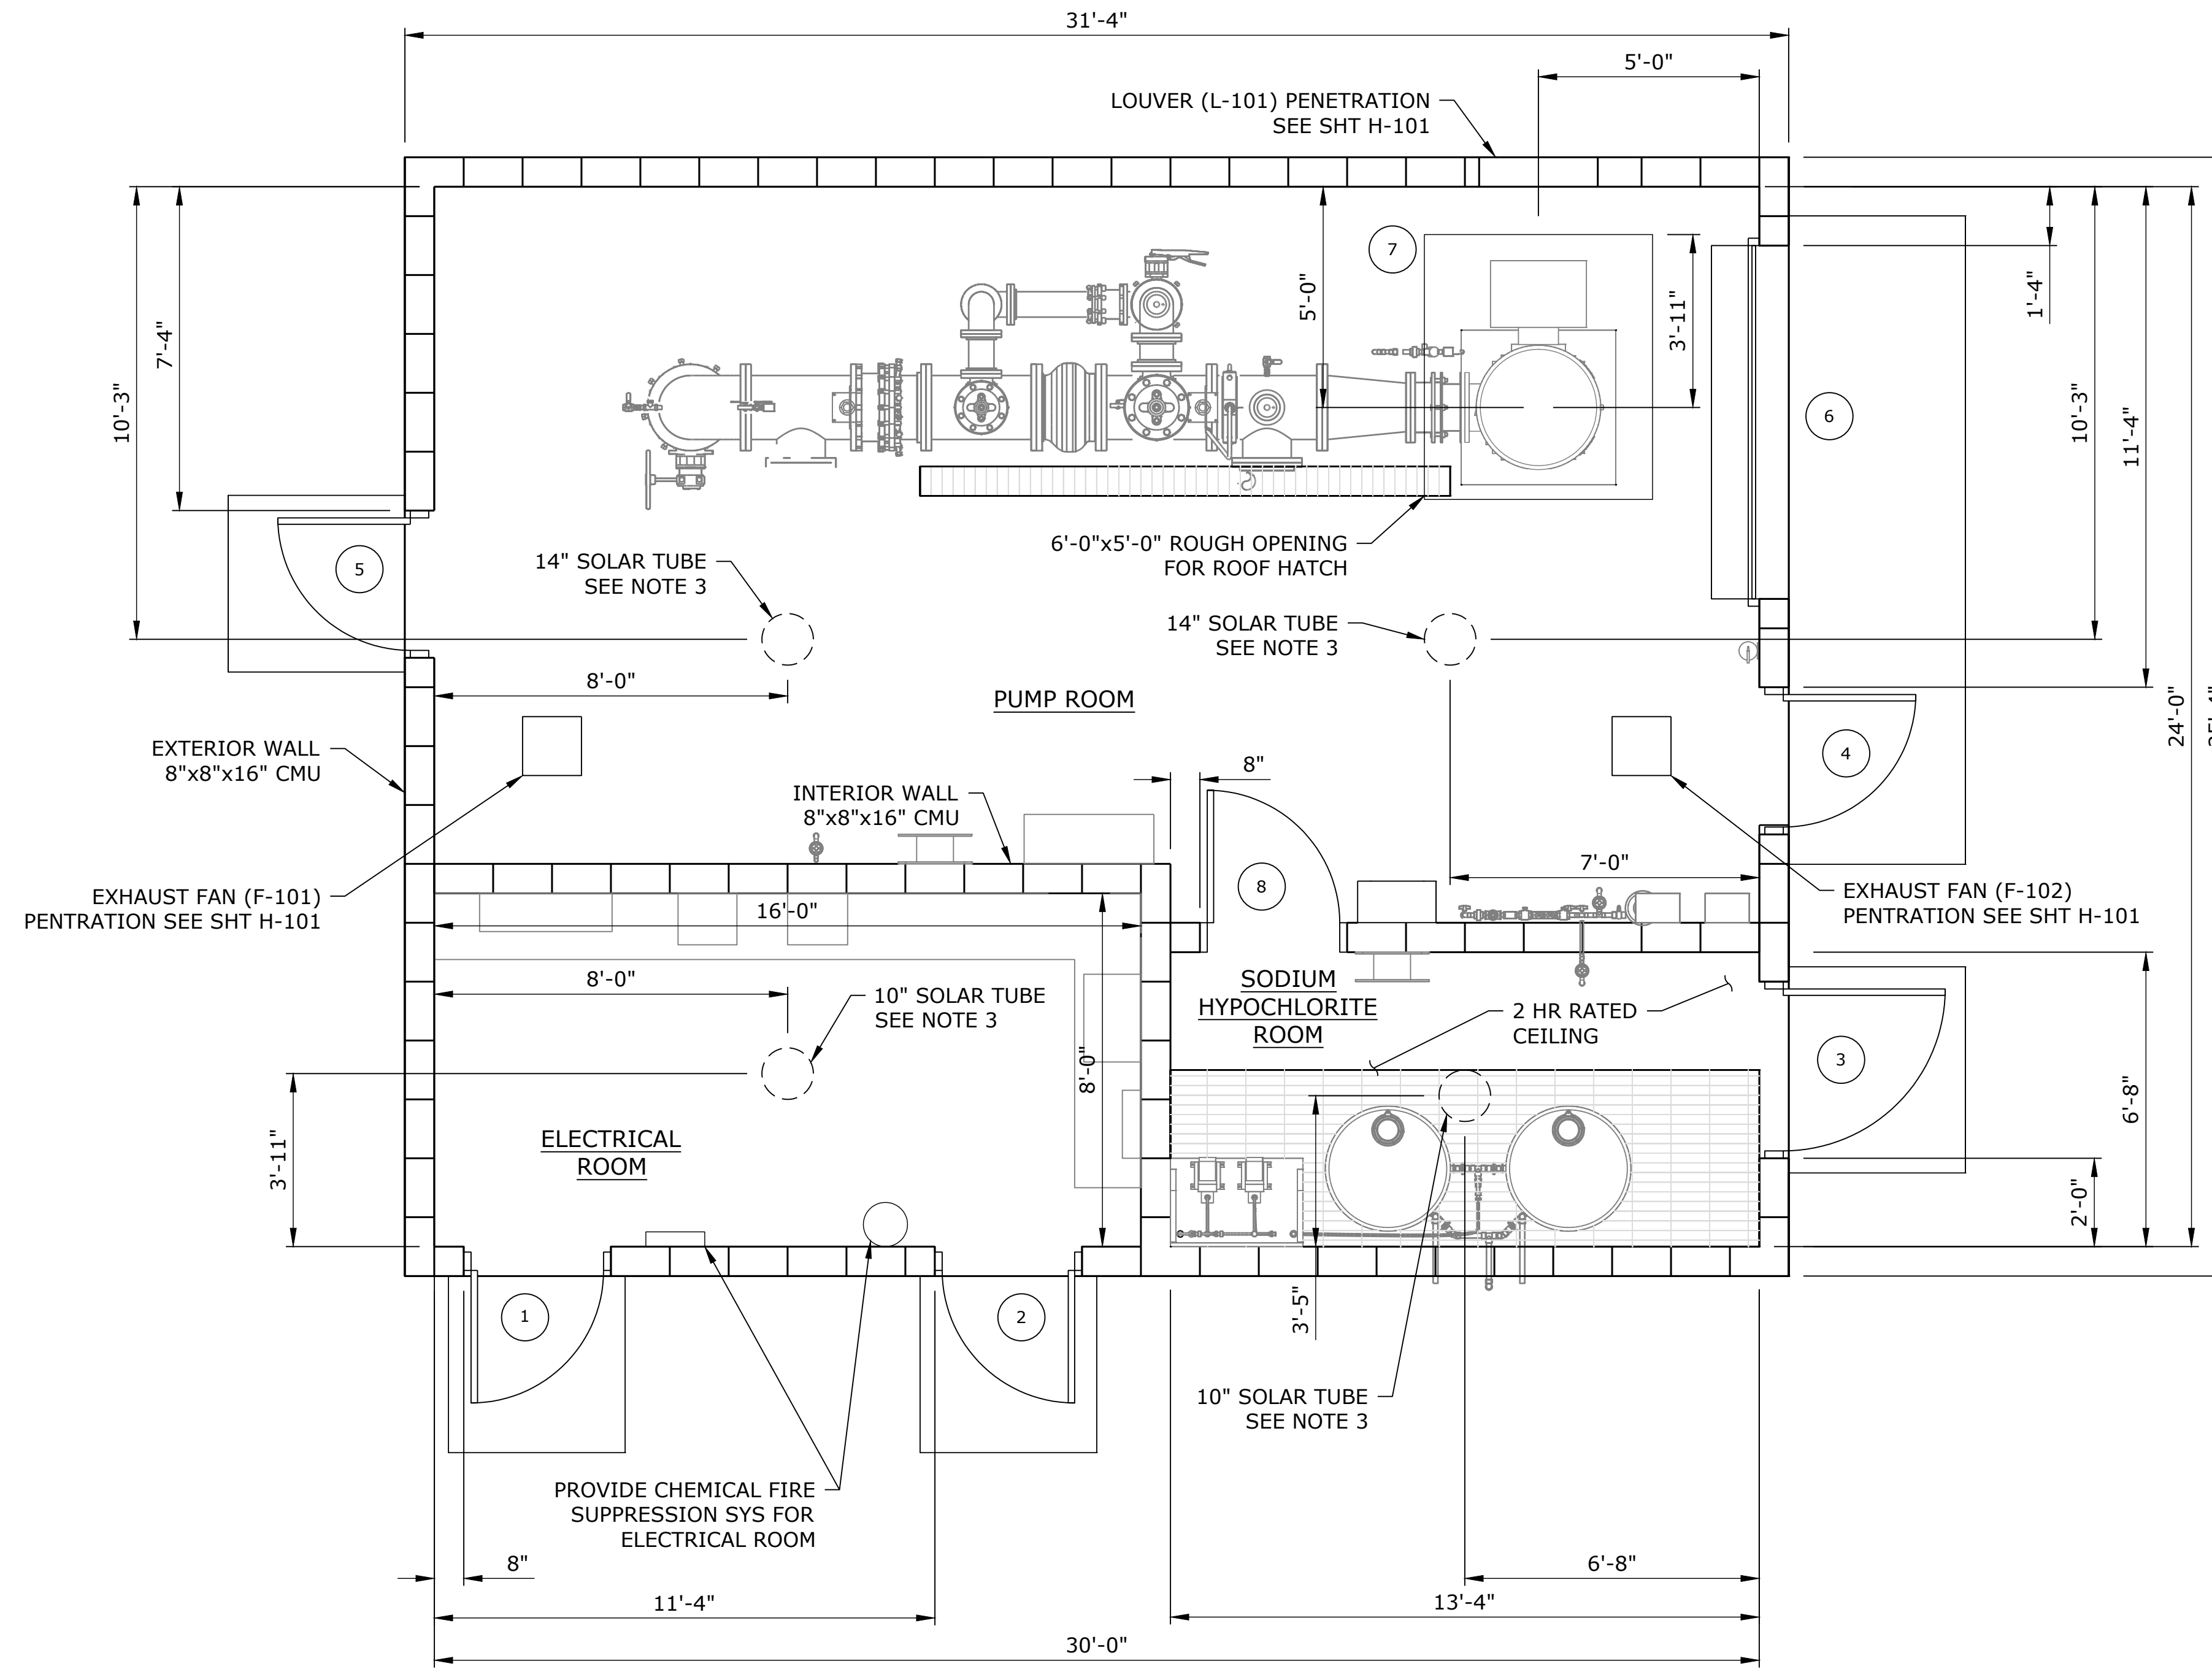 31'-4"
5'-0"
LOUVER (L-101) PENETRATION
SEE SHT H-101
7
5'-0"
3'-11"
1'-4"
7'-4"
10'-3"
10'-3"
11'-4"
6
6'-0"x5'-0" ROUGH OPENING
FOR ROOF HATCH
14" SOLAR TUBE
SEE NOTE 3
5
14" SOLAR TUBE
SEE NOTE 3
8'-0"
PUMP ROOM
24'-0"
EXTERIOR WALL
8"x8"x16" CMU
4
8"
INTERIOR WALL
8"x8"x16" CMU
7'-0"
8
EXHAUST FAN (F-101)
PENTRATION SEE SHT H-101
EXHAUST FAN (F-102)
PENTRATION SEE SHT H-101
16'-0"
8'-0"
10" SOLAR TUBE
SEE NOTE 3
SODIUM
HYPOCHLORITE
ROOM
2 HR RATED
CEILING
8'-0"
3
6'-8"
3'-11"
ELECTRICAL
ROOM
2'-0"
1
2
3'-5"
10" SOLAR TUBE
SEE NOTE 3
PROVIDE CHEMICAL FIRE
SUPPRESSION SYS FOR
ELECTRICAL ROOM
8"
6'-8"
11'-4"
13'-4"
30'-0"